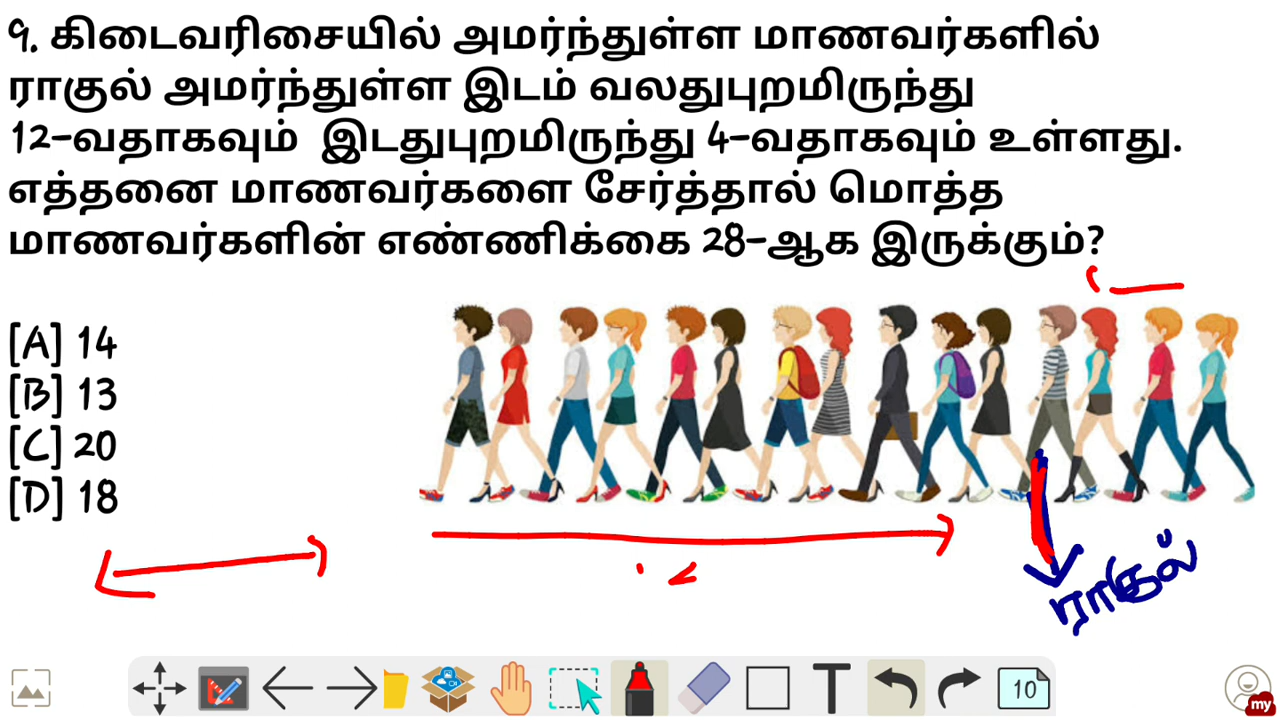 9. கிடைவரிசையில் அமர்ந்துள்ள மாணவர்களில்
ராகுல் அமர்ந்துள்ள இடம் வலதுபுறமிருந்து
12-வதாகவும் இடதுபுறமிருந்து 4-வதாகவும் உள்ளது.
எத்தனை மாணவர்களை சேர்த்தால் மொத்த
மாணவர்களின் எண்ணிக்கை 28-ஆக இருக்கும்?
[A] 14
[B] 13
[C] 20
[D] 18
ராகுல்
T
10
my